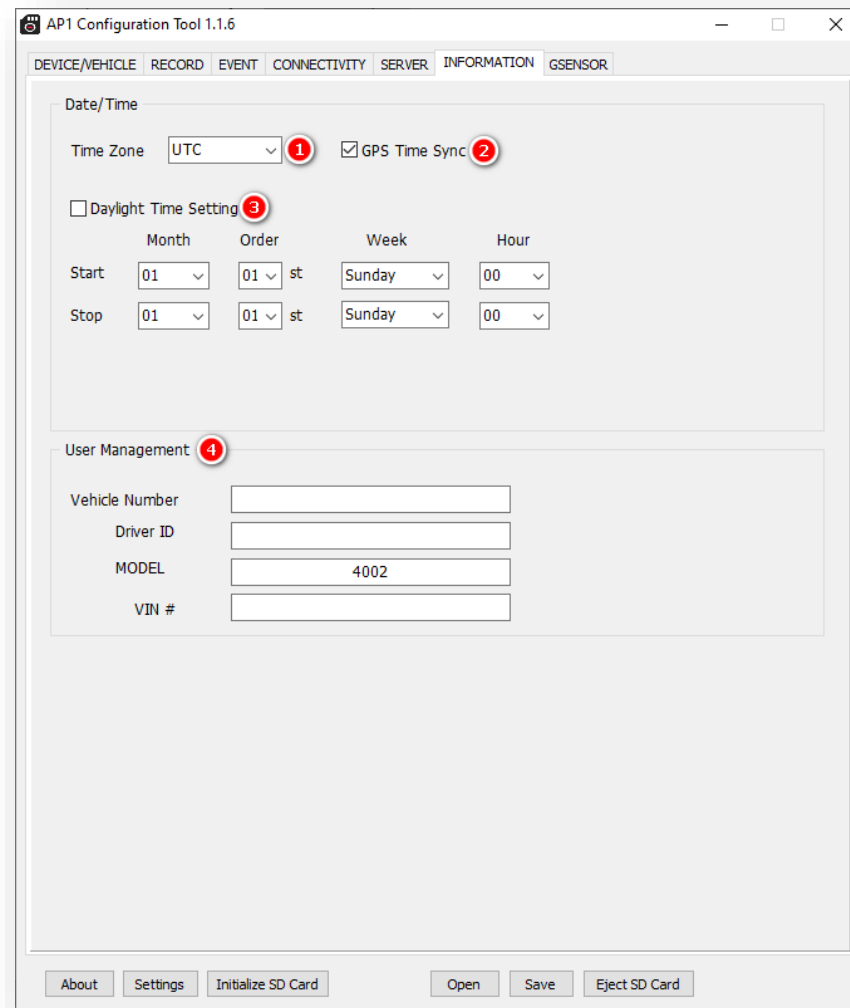 AP1 Configuration Tool 1.1.6
DEVICE/VEHICLE RECORD EVENT CONNECTIVITY SERVER INFORMATION GSENSOR
Date/Time
Time Zone UTC 1 GPS Time Sync 2
Daylight Time Setting 3
Month Order Week Hour
Start 01 01 st Sunday 00
Stop 01 01 st Sunday 00
User Management 4
Vehicle Number
Driver ID
MODEL 4002
VIN #
About Settings Initialize SD Card Open Save Eject SD Card